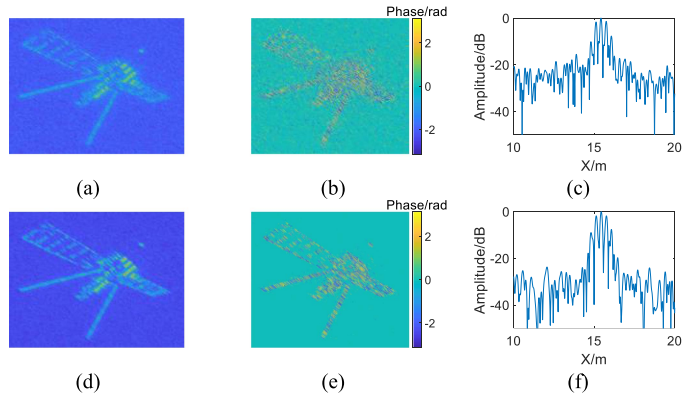 Phase/rad
2
0
-2
Amplitude/dB
0
-20
-40
10
15
20
X/m
(a)
(b)
(c)
Phase/rad
2
0
-2
Amplitude/dB
0
-20
-40
10
15
20
X/m
(d)
(e)
(f)